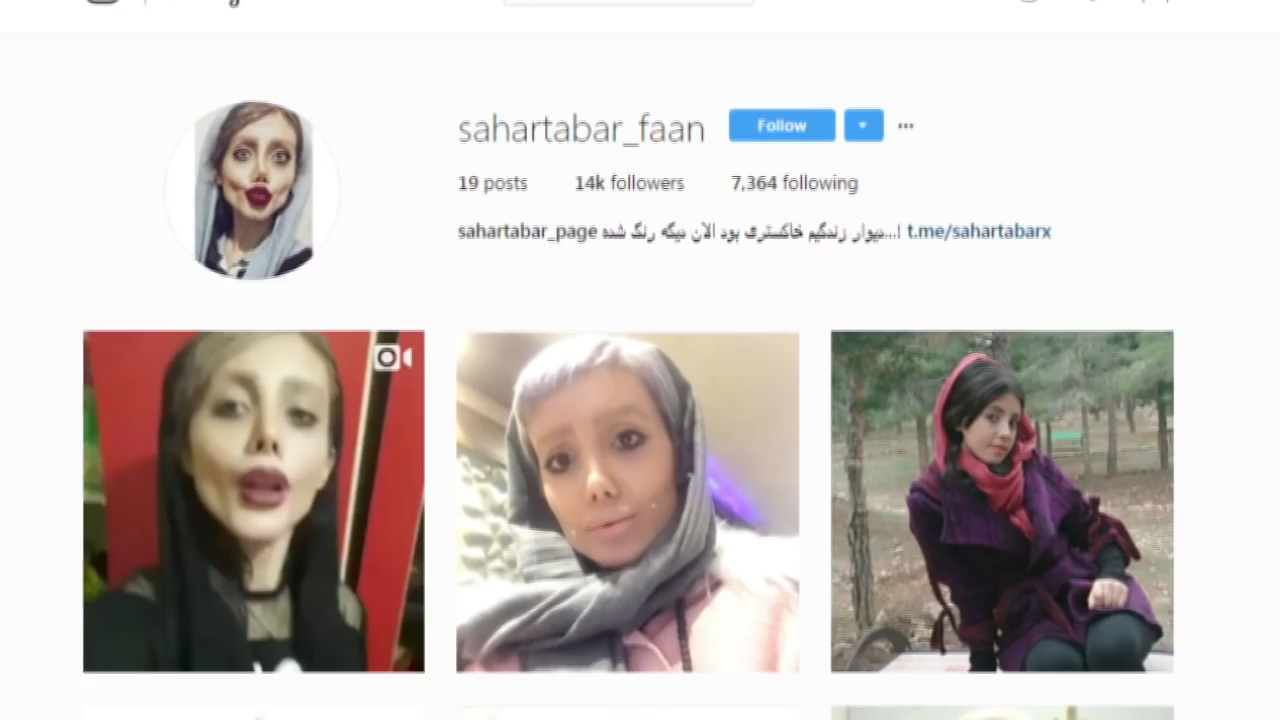 sahartabar_faan Follow ...
19 posts 14k followers 7,364 following
sahartabar_page دیوار زندگیم خاکستری بود الان دیگه رنگ شده...! t.me/sahartabarx